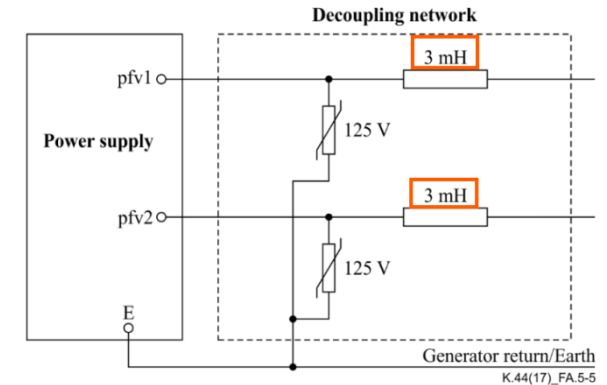 Decoupling network
3 mH
pfv1
125 V
Power supply
3 mH
pfv2
125 V
E
Generator return/Earth
K.44(17)_FA.5-5